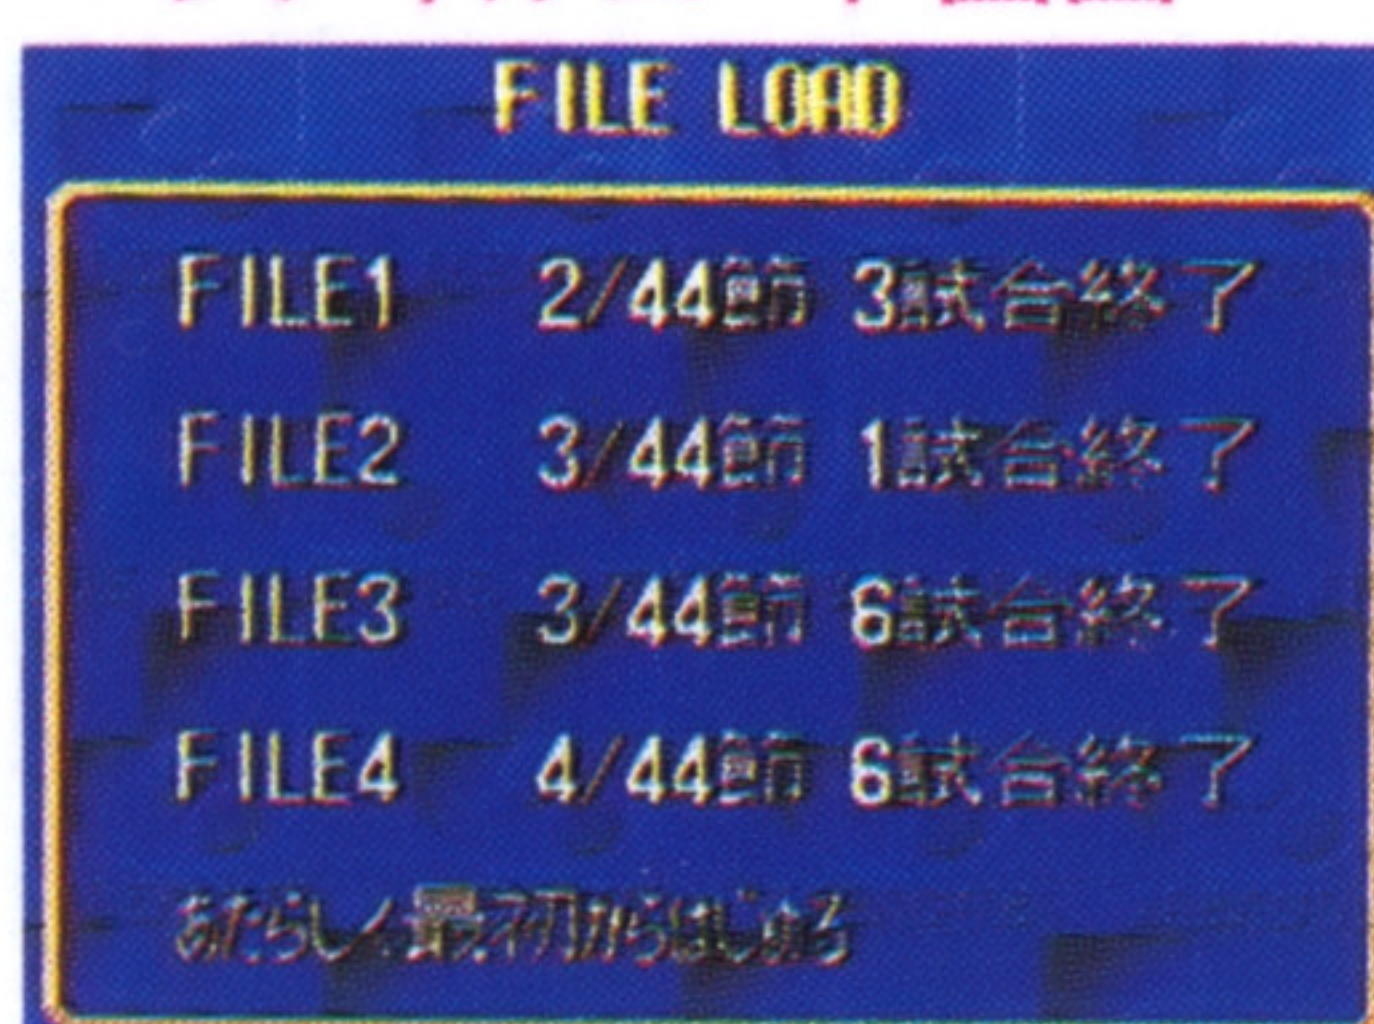 FILE LOAD
FILE1 2/44節 3試合終了
FILE2 3/44節 1試合終了
FILE3 3/44節 6試合終了
FILE4 4/44節 6試合終了
あたらしく最初からはじめる